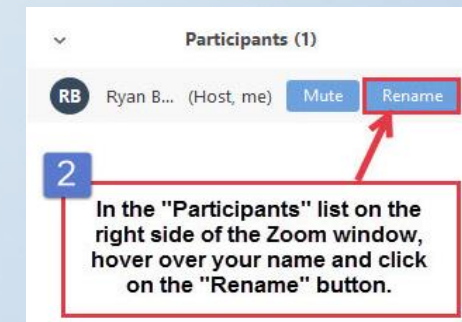 Participants (1)
RB Ryan B... (Host, me) Mute Rename
2
In the "Participants" list on the
right side of the Zoom window,
hover over your name and click
on the "Rename" button.